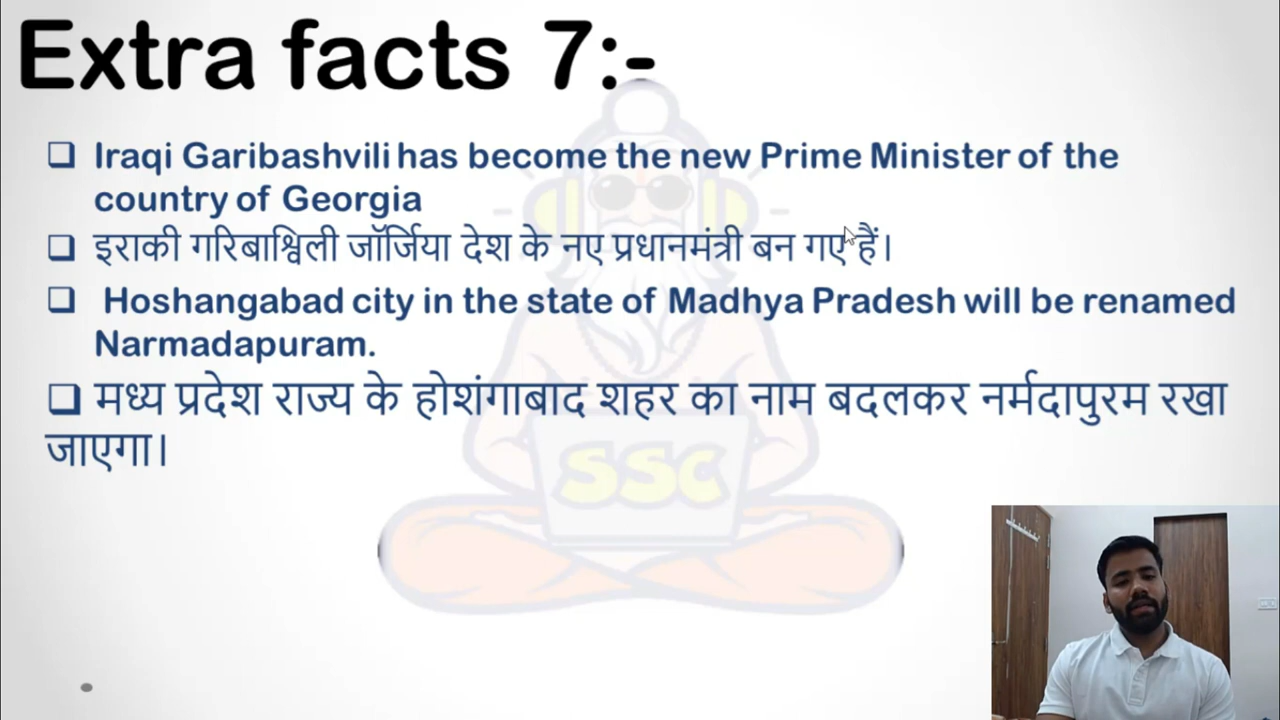 Extra facts 7:-
❑ Iraqi Garibashvili has become the new Prime Minister of the
country of Georgia
❑ इराकी गरिबाश्विली जॉर्जिया देश के नए प्रधानमंत्री बन गए हैं।
❑ Hoshangabad city in the state of Madhya Pradesh will be renamed
Narmadapuram.
❑ मध्य प्रदेश राज्य के होशंगाबाद शहर का नाम बदलकर नर्मदापुरम रखा
जाएगा।
SSC